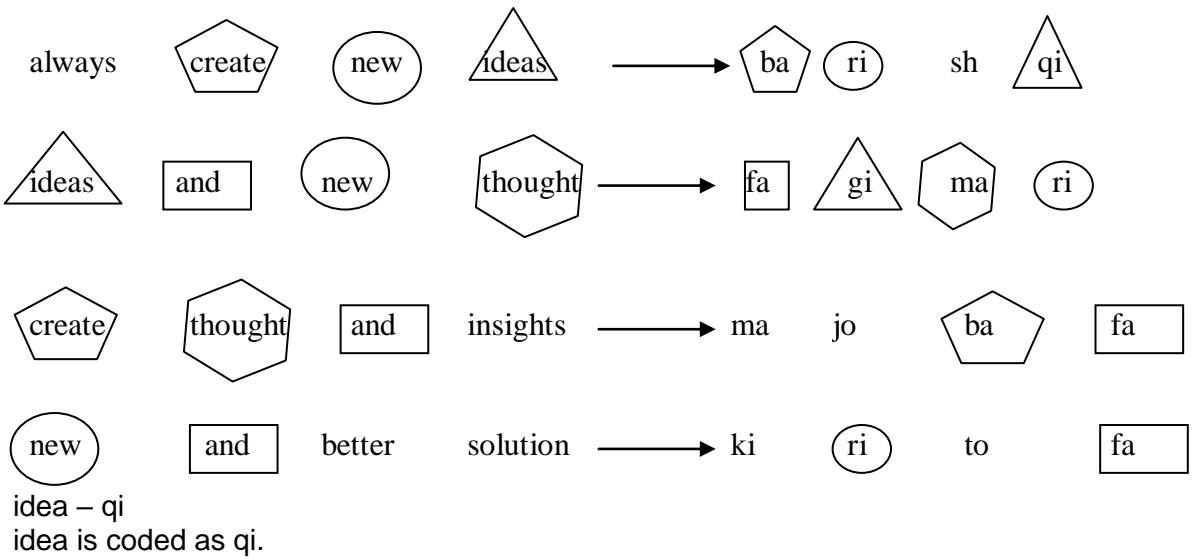 always create new ideas ba ri sh qi
ideas and new thought fa gi ma ri
create thought and insights ma jo ba fa
new and better solution ki ri to fa
idea – qi
idea is coded as qi.